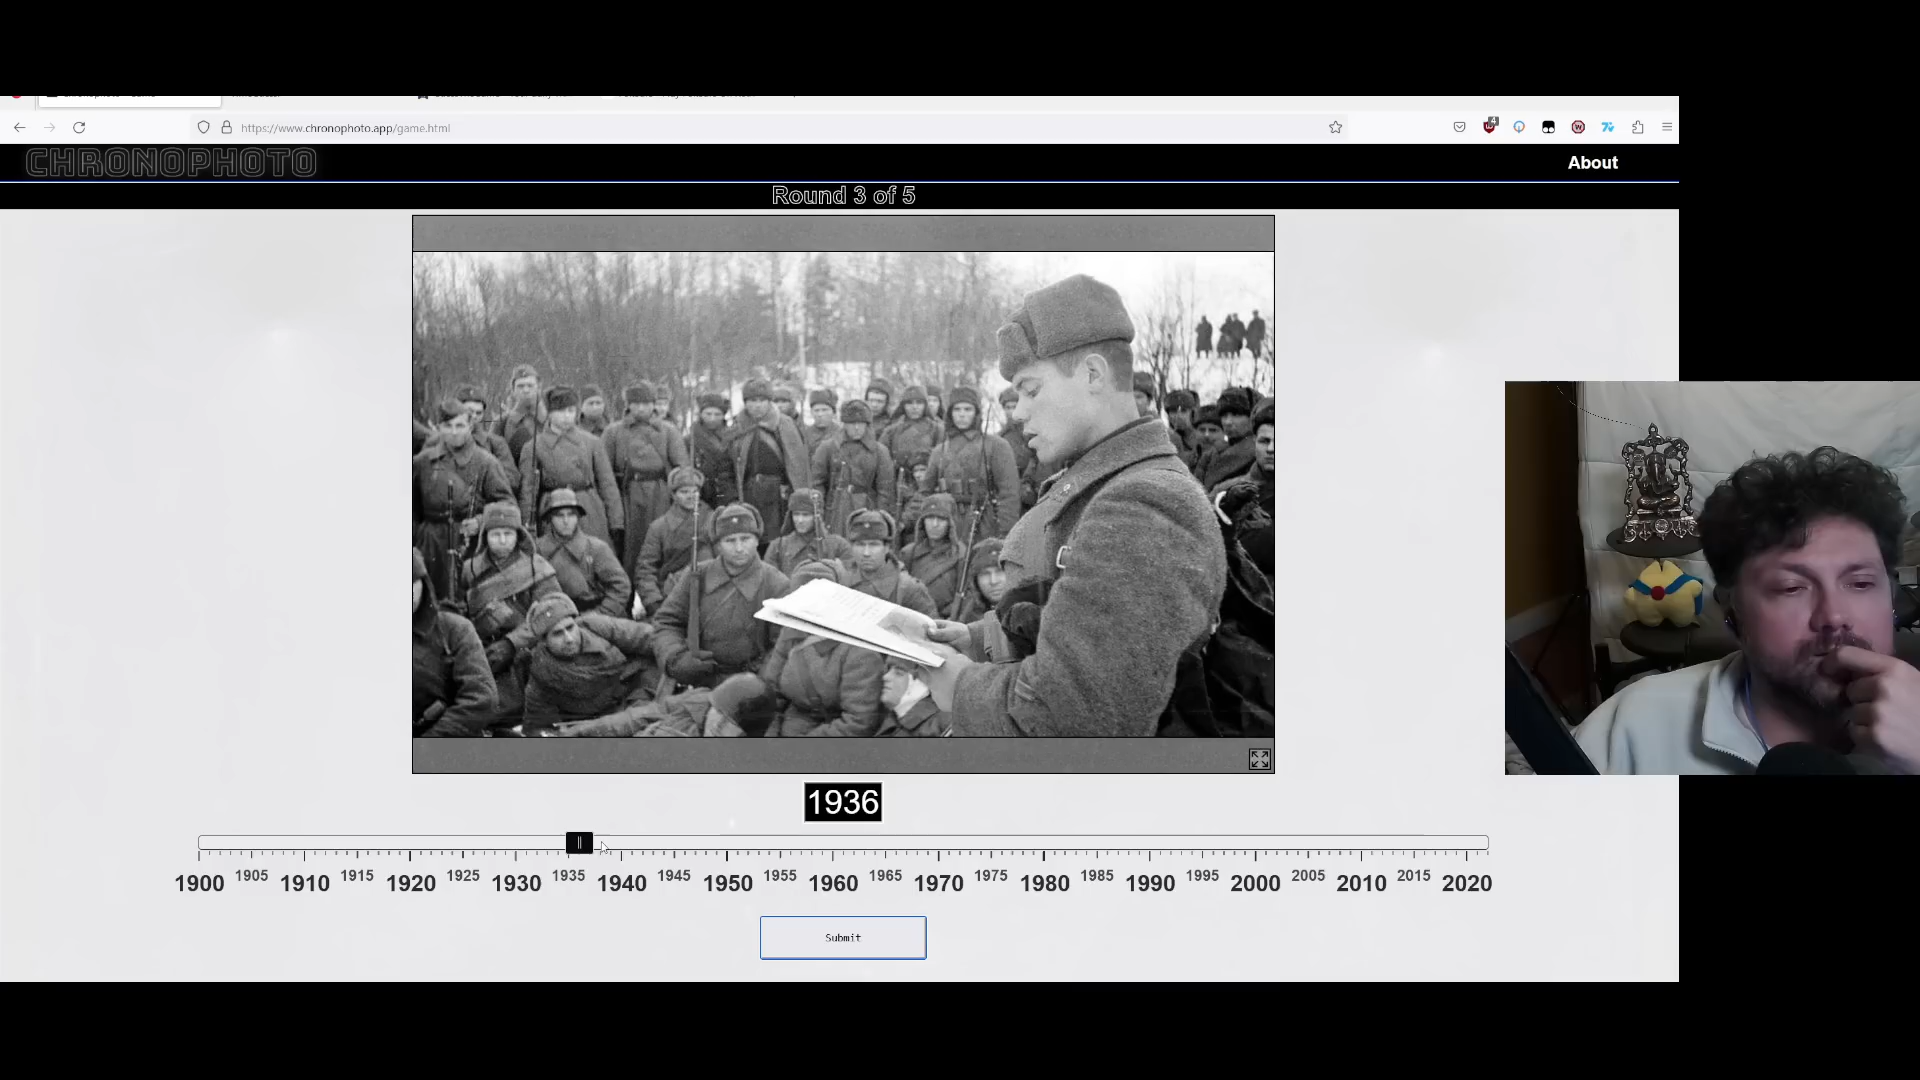 https://www.chronophoto.app/game.html
4
CHRONOPHOTO
About
Round 3 of 5
1936
1900 1905 1910 1915 1920 1925 1930 1935 1940 1945 1950 1955 1960 1965 1970 1975 1980 1985 1990 1995 2000 2005 2010 2015 2020
Submit